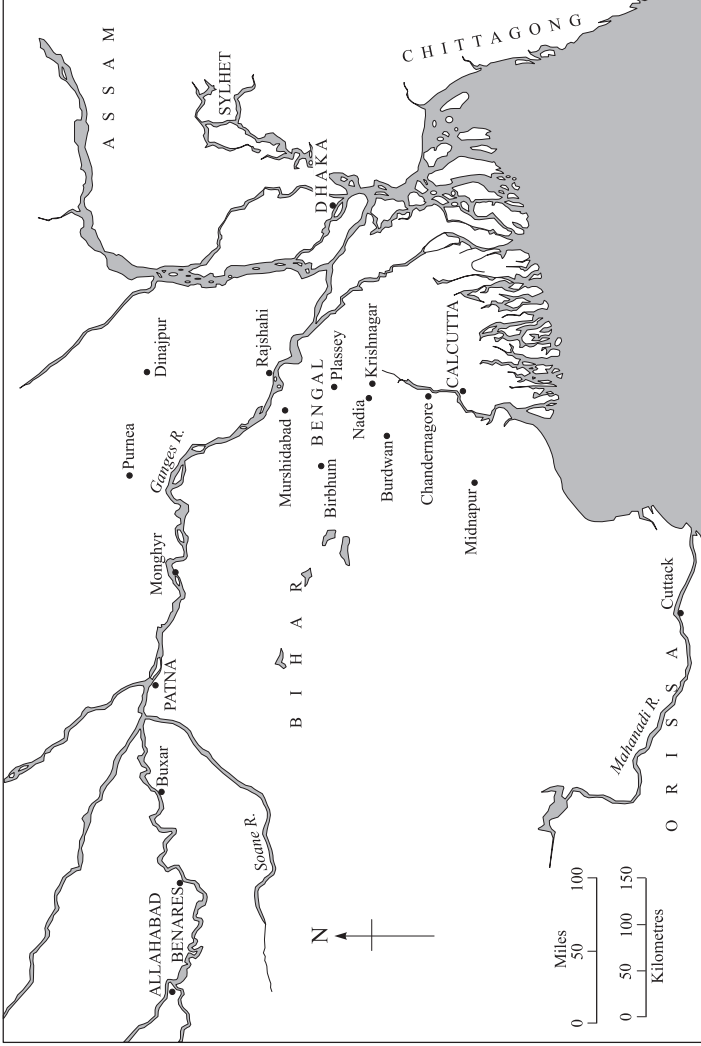 ASSAM
SYLHET
CHITTAGONG
DHAKA
Dinajpur
Rajshahi
Purnea
Ganges R.
Murshidabad
BENGAL
Plassey
Birbhum
Nadia
Krishnagar
Burdwan
Chandernagore
CALCUTTA
Midnapur
Monghyr
PATNA
BIHAR
Buxar
Soane R.
ALLAHABAD
BENARES
Cuttack
Mahanadi R.
ORISSA
N
Miles
0 50 100
0 50 100 150
Kilometres